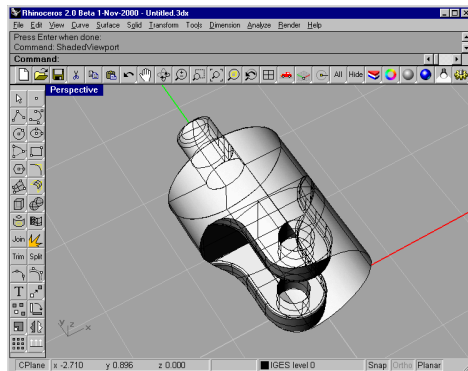 Rhinoceros 2.0 Beta 1-Nov-2000 - Untitled.3dx
File Edit View Curve Surface Solid Transform Tools Dimension Analyze Render Help
Press Enter when done:
Command: ShededViewport
Command:
All Hide
Perspective
Join
Trim Split
T
y z x
CPlane x -2.710 y 0.896 z 0.000 IGES level 0 Snap Ortho Planar